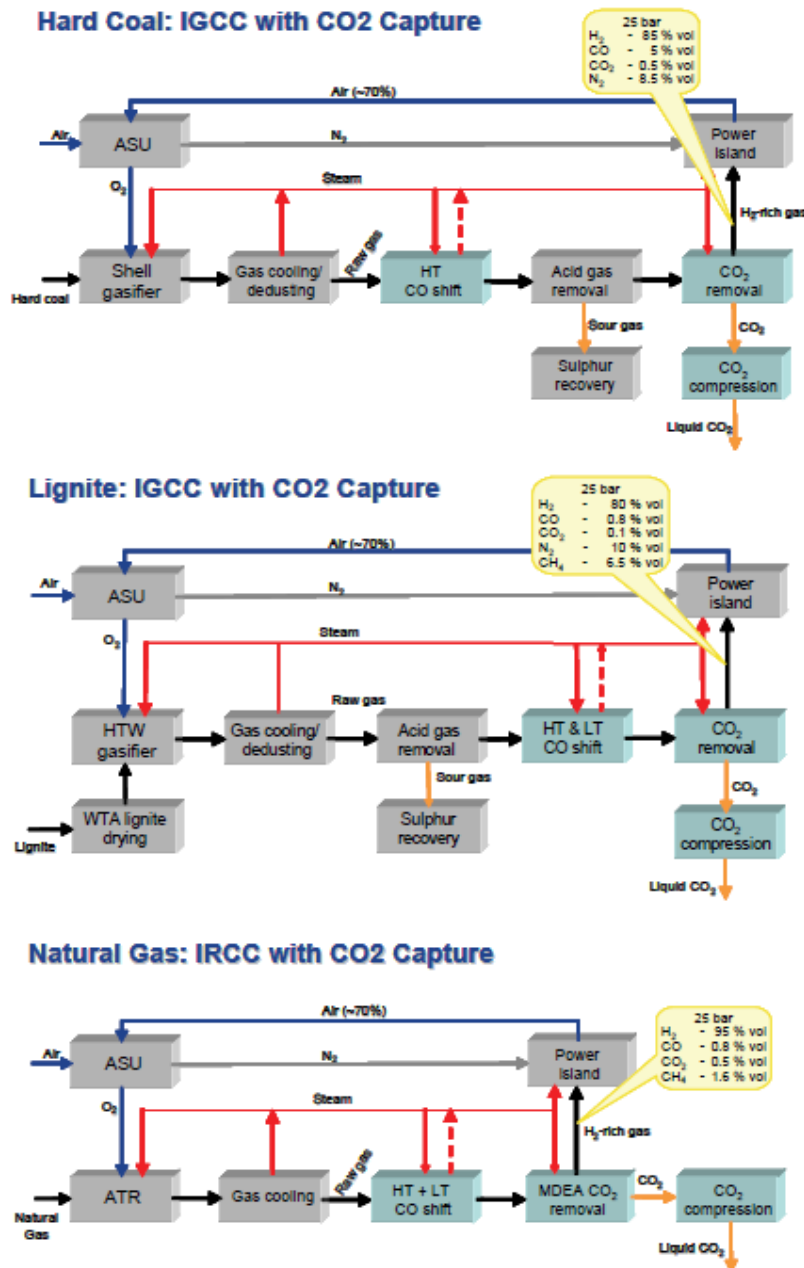 Hard Coal: IGCC with CO2 Capture
25 bar
H2 - 85 % vol
CO - 5 % vol
CO2 - 0.5 % vol
N2 - 8.5 % vol
Air (~70%)
Air
ASU
N2
Power
Island
O2
Steam
H2-rich gas
Raw gas
Shell
gasifier
Gas cooling/
dedusting
HT
CO shift
Acid gas
removal
CO2
removal
Hard coal
Sour gas
CO2
Sulphur
recovery
CO2
compression
Liquid CO2
Lignite: IGCC with CO2 Capture
25 bar
H2 - 80 % vol
CO - 0.8 % vol
CO2 - 0.1 % vol
N2 - 10 % vol
CH4 - 6.5 % vol
Air (~70%)
Air
ASU
N2
Power
island
O2
Steam
Raw gas
HTW
gasifier
Gas cooling/
dedusting
Acid gas
removal
HT & LT
CO shift
CO2
removal
Sour gas
CO2
WTA lignite
drying
Sulphur
recovery
CO2
compression
Lignite
Liquid CO2
Natural Gas: IRCC with CO2 Capture
25 bar
H2 - 95 % vol
CO - 0.8 % vol
CO2 - 0.5 % vol
CH4 - 1.6 % vol
Air (~70%)
Air
ASU
N2
Power
Island
O2
Steam
H2-rich gas
Raw gas
ATR
Gas cooling
HT + LT
CO shift
MDEA CO2
removal
CO2
CO2
compression
Natural
Gas
Liquid CO2